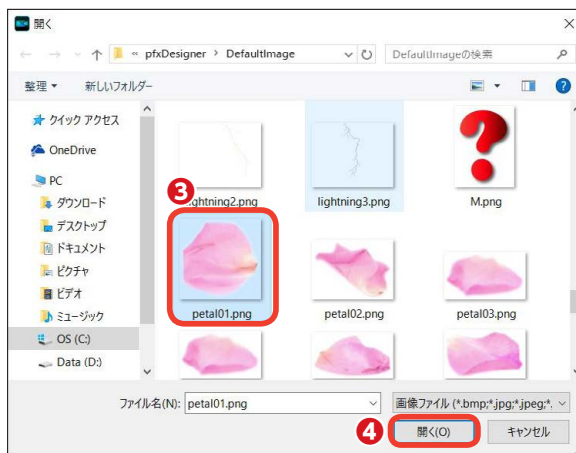 開く
« pfxDesigner › DefaultImage
DefaultImageの検索
整理 新しいフォルダー
クイック アクセス
OneDrive
PC
ダウンロード
デスクトップ
ドキュメント
ピクチャ
ビデオ
ミュージック
OS (C:)
Data (D:)
ghtning2.png
lightning3.png
M.png
3
petal01.png
petal02.png
petal03.png
ファイル名(N): petal01.png
画像ファイル (*.bmp;*.jpg;*.jpeg;*.
4
開く(O)
キャンセル